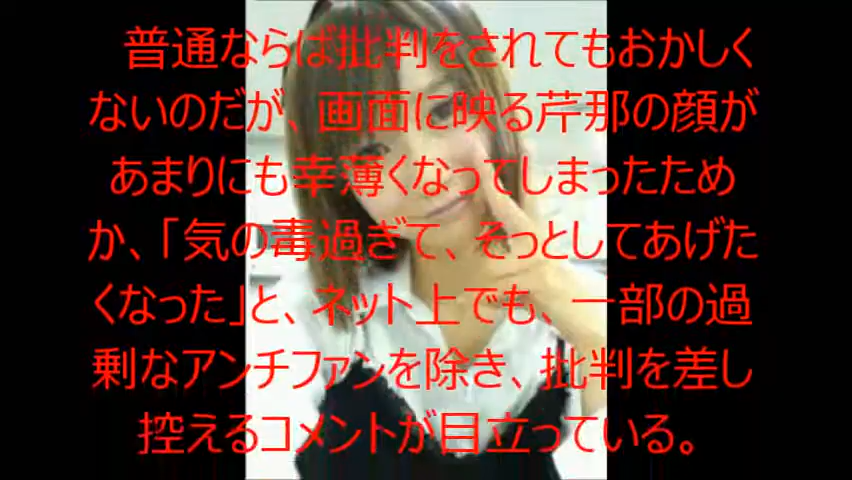 普通ならば批判をされてもおかしく
ないのだが、画面に映る芹那の顔が
あまりにも幸薄くなってしまったため
か、「気の毒過ぎて、そっとしてあげた
くなった」と、ネット上でも、一部の過
剰なアンチファンを除き、批判を差し
控えるコメントが目立っている。